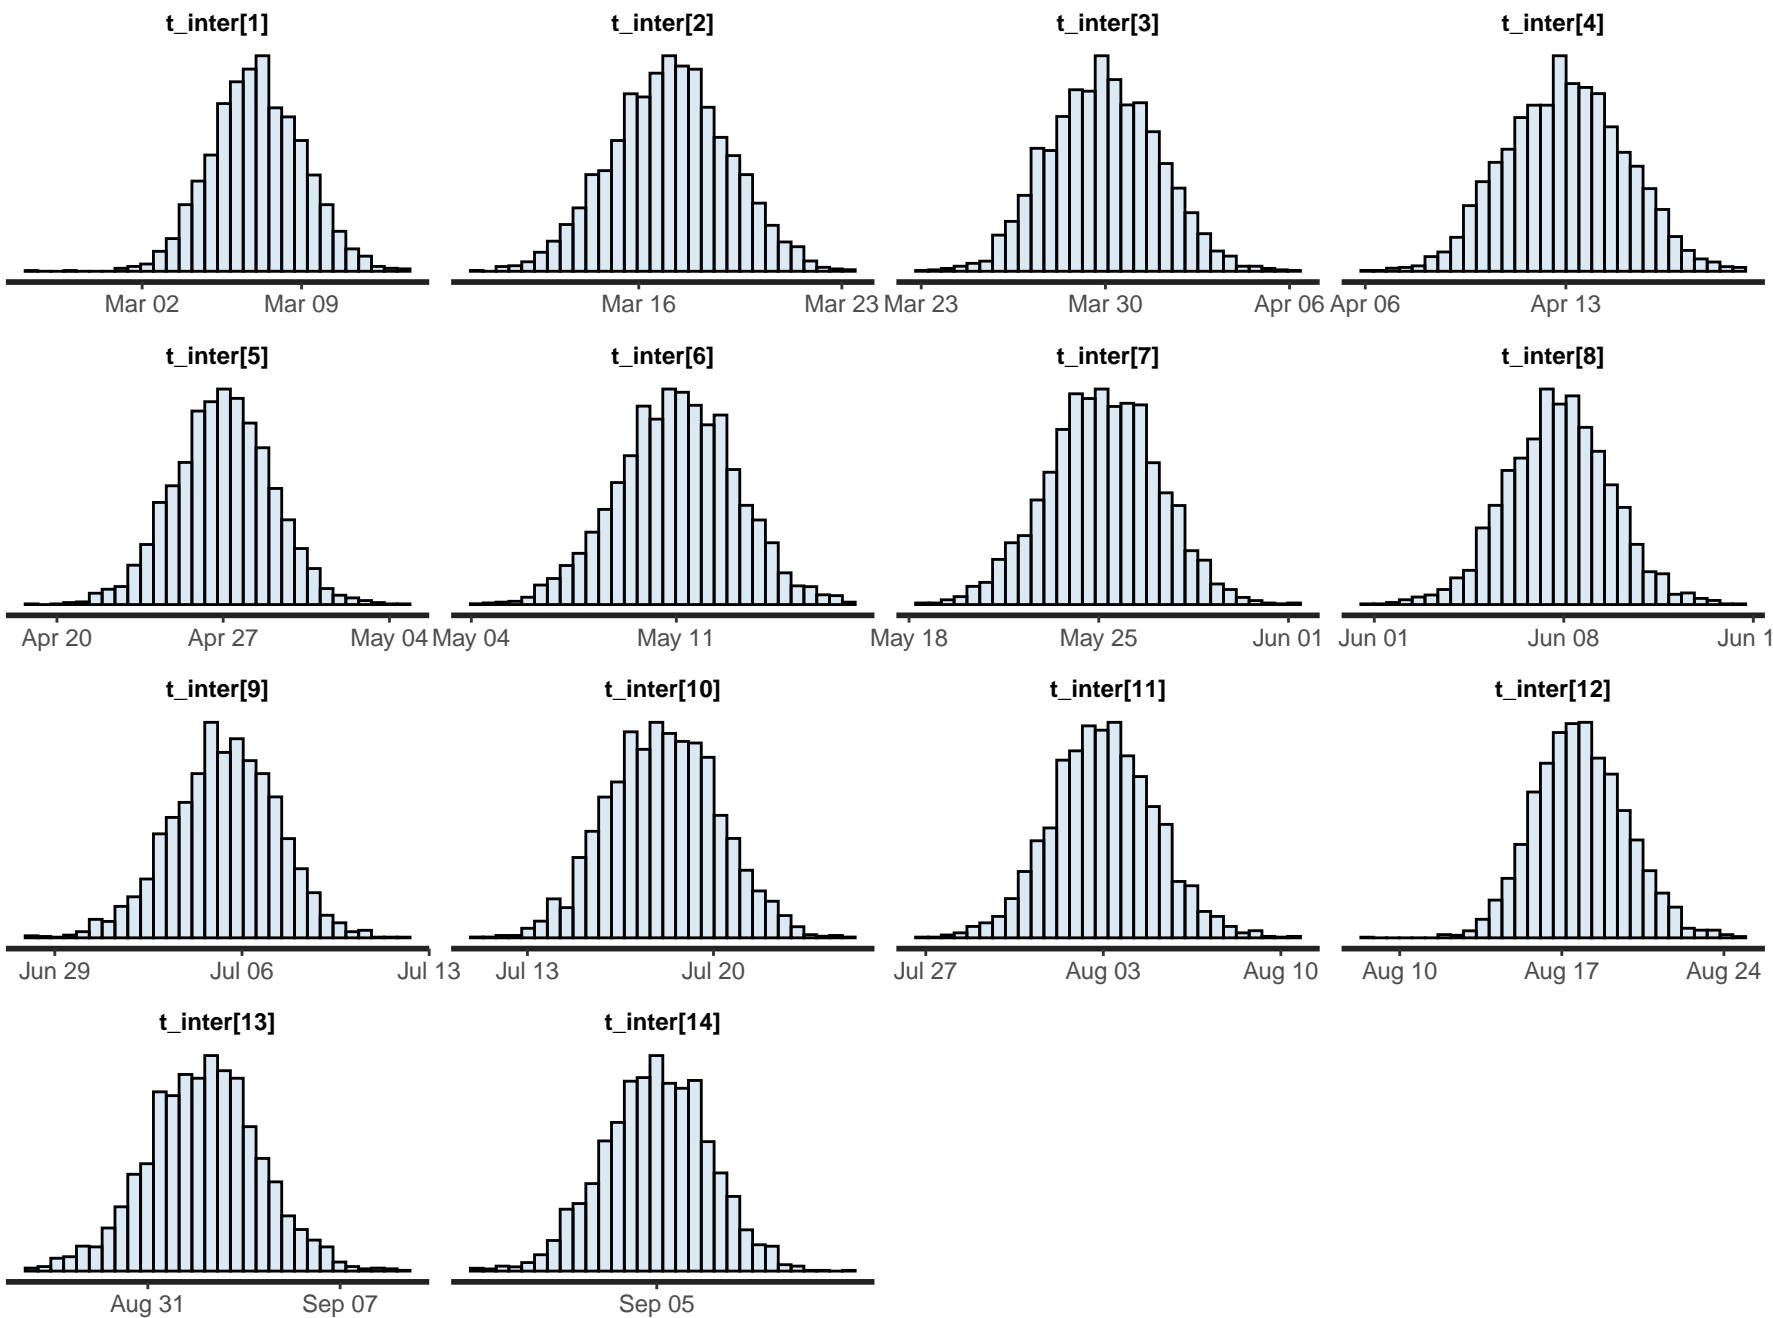 t_inter[1] t_inter[2] t_inter[3] t_inter[4]
Mar 02 Mar 09 Mar 16 Mar 23 Mar 23 Mar 30 Apr 06 Apr 06 Apr 13
t_inter[5] t_inter[6] t_inter[7] t_inter[8]
Apr 20 Apr 27 May 04 May 04 May 11 May 18 May 25 Jun 01 Jun 01 Jun 08 Jun 1
t_inter[9] t_inter[10] t_inter[11] t_inter[12]
Jun 29 Jul 06 Jul 13 Jul 13 Jul 20 Jul 27 Aug 03 Aug 10 Aug 10 Aug 17 Aug 24
t_inter[13] t_inter[14]
Aug 31 Sep 07 Sep 05